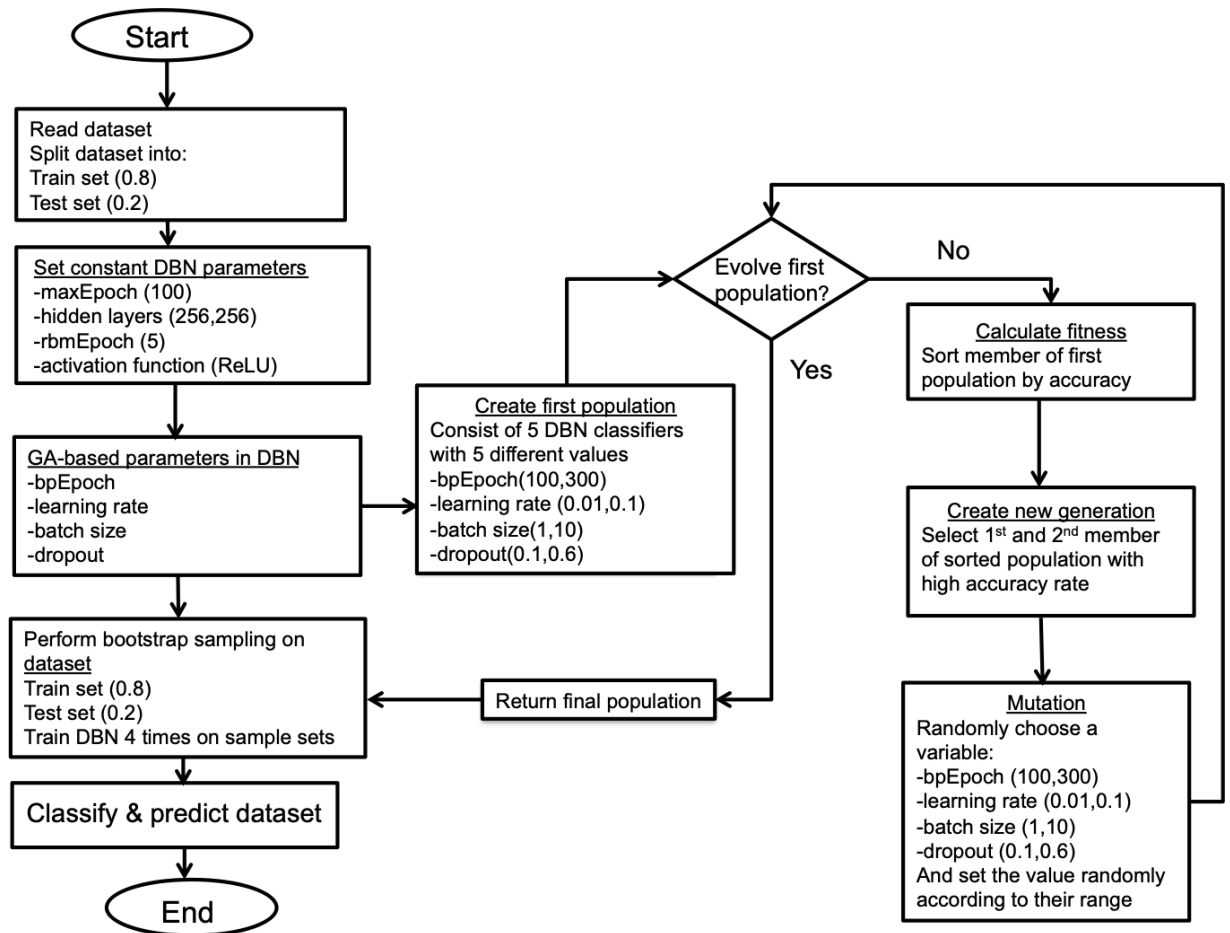 Start
Read dataset
Split dataset into:
Train set (0.8)
Test set (0.2)
Set constant DBN parameters
-maxEpoch (100)
-hidden layers (256,256)
-rbmEpoch (5)
-activation function (ReLU)
GA-based parameters in DBN
-bpEpoch
-learning rate
-batch size
-dropout
Create first population
Consist of 5 DBN classifiers
with 5 different values
-bpEpoch(100,300)
-learning rate (0.01,0.1)
-batch size(1,10)
-dropout(0.1,0.6)
Evolve first
population?
No
Yes
Calculate fitness
Sort member of first
population by accuracy
Create new generation
Select 1st and 2nd member
of sorted population with
high accuracy rate
Mutation
Randomly choose a
variable:
-bpEpoch (100,300)
-learning rate (0.01,0.1)
-batch size (1,10)
-dropout (0.1,0.6)
And set the value randomly
according to their range
Return final population
Perform bootstrap sampling on
dataset
Train set (0.8)
Test set (0.2)
Train DBN 4 times on sample sets
Classify & predict dataset
End